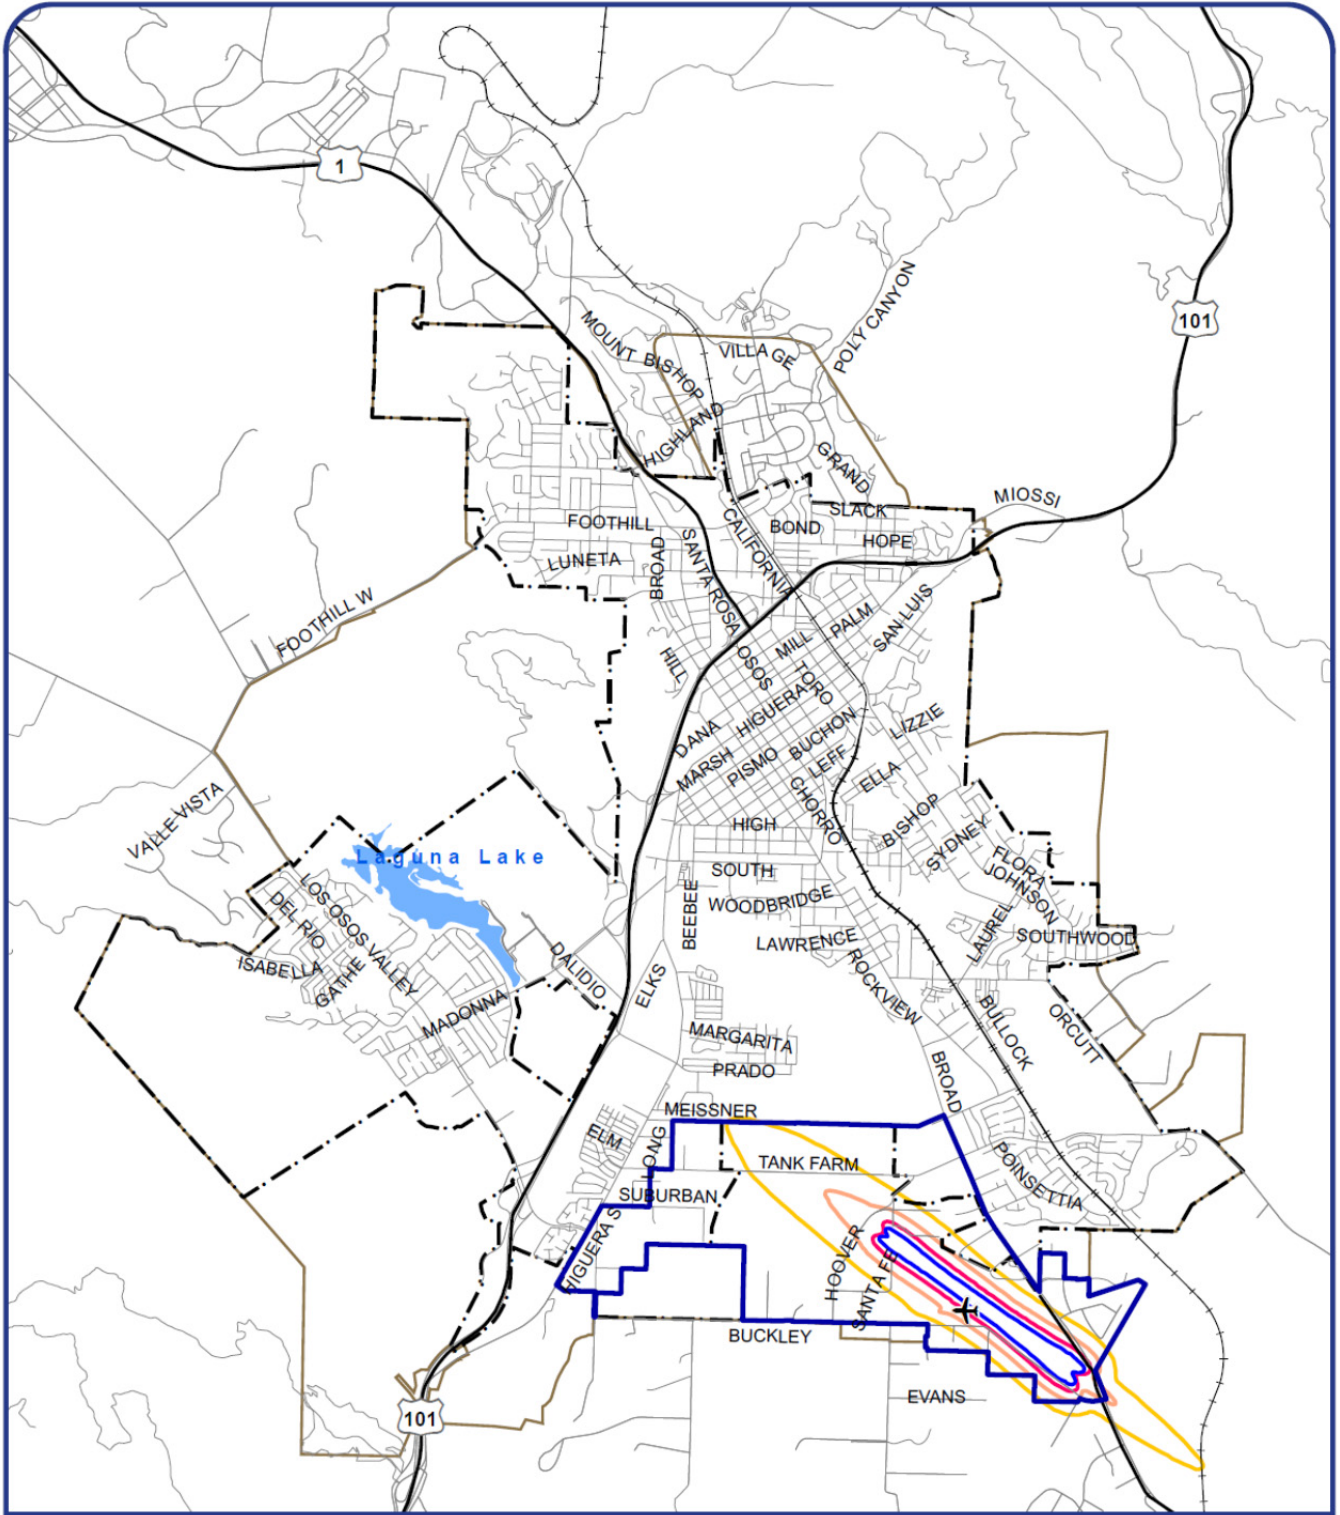 1
101
POLY CANYON
MOUNT BISHOP
VILLAGE
HIGHLAND
GRAND
MIOSSI
SLACK
FOOTHILL
CALIFORNIA
BOND
HOPE
LUNETA
BROAD
SANTA ROSA
FOOTHILL W
PALM
SAN LUIS
MILL
HILL
OSOS
TORO
HIGUERA
DANA
BUCHON
LIZZIE
MARSH
PISMO
LEFF
ELLA
CHORRO
VALLE VISTA
HIGH
BISHOP
SYDNEY
Laguna Lake
FLORA
JOHNSON
SOUTH
LOS OSOS VALLEY
DEL RIO
BEEBEE
WOODBRIDGE
LAUREL
SOUTHWOOD
LAWRENCE
ISABELLA
GATHE
DALIDIO
ELKS
ROCKVIEW
MADONNA
BULLOCK
ORCUTT
MARGARITA
PRADO
BROAD
MEISSNER
ELM
LONG
TANK FARM
POINSETTIA
SUBURBAN
HIGUERA S
HOOVER
SANTA FE
BUCKLEY
EVANS
101